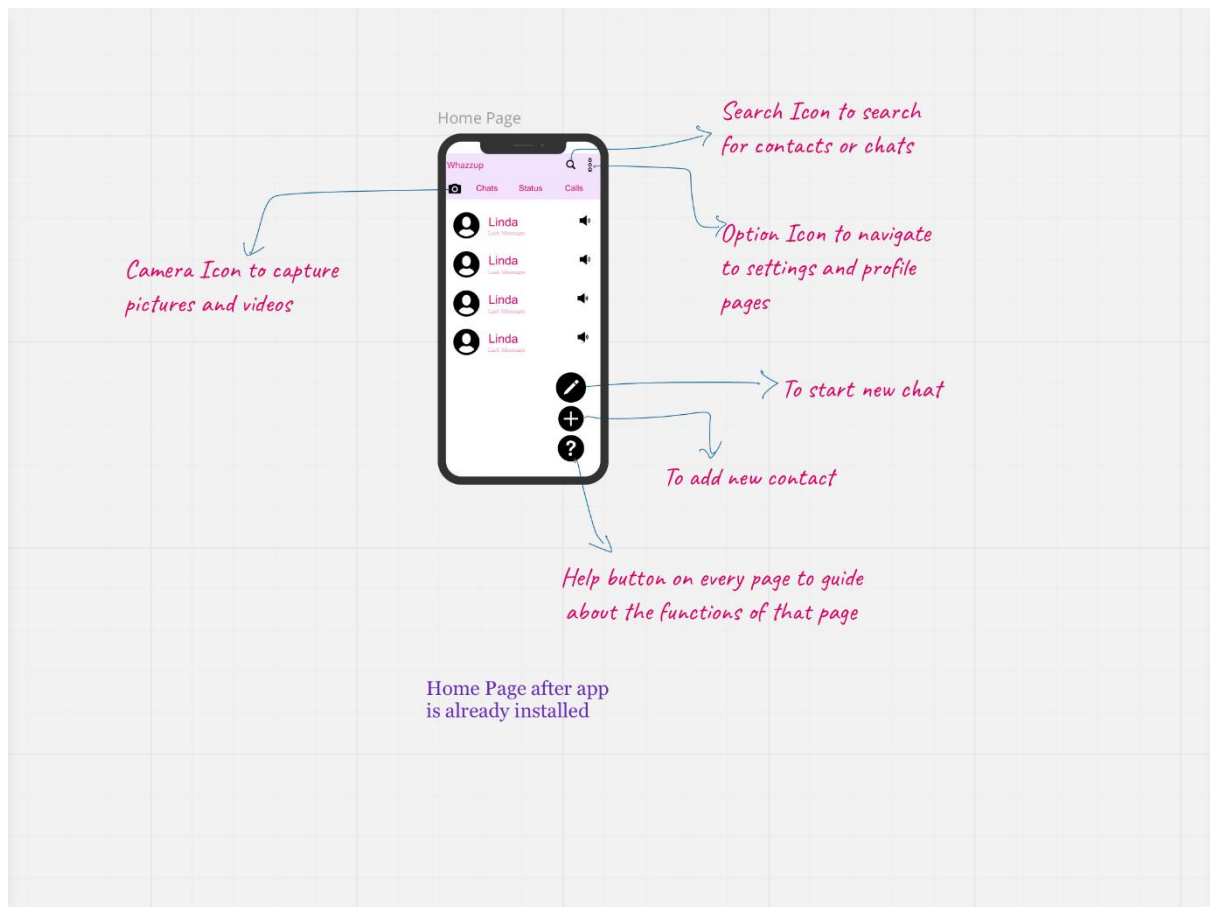 Home Page
Search Icon to search
for contacts or chats
Whazzup
Chats Status Calls
Linda
Last Message
Option Icon to navigate
to settings and profile
pages
Camera Icon to capture
pictures and videos
Linda
Last Message
Linda
Last Message
Linda
Last Message
To start new chat
?
To add new contact
Help button on every page to guide
about the functions of that page
Home Page after app
is already installed